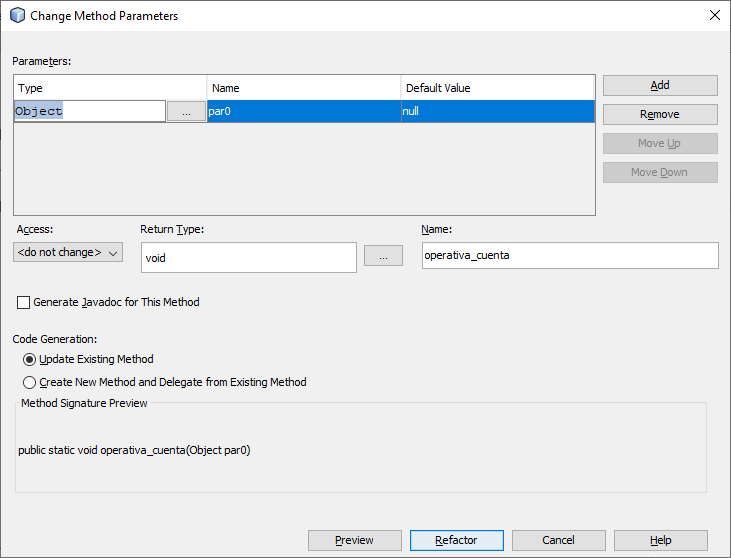 Change Method Parameters
Parameters:
Type Name Default Value
Object ... par0 null
Add
Remove
Move Up
Move Down
Access: Return Type: Name:
<do not change> void ... operativa_cuenta
Generate Javadoc for This Method
Code Generation:
Update Existing Method
Create New Method and Delegate from Existing Method
Method Signature Preview
public static void operativa_cuenta(Object par0)
Preview Refactor Cancel Help